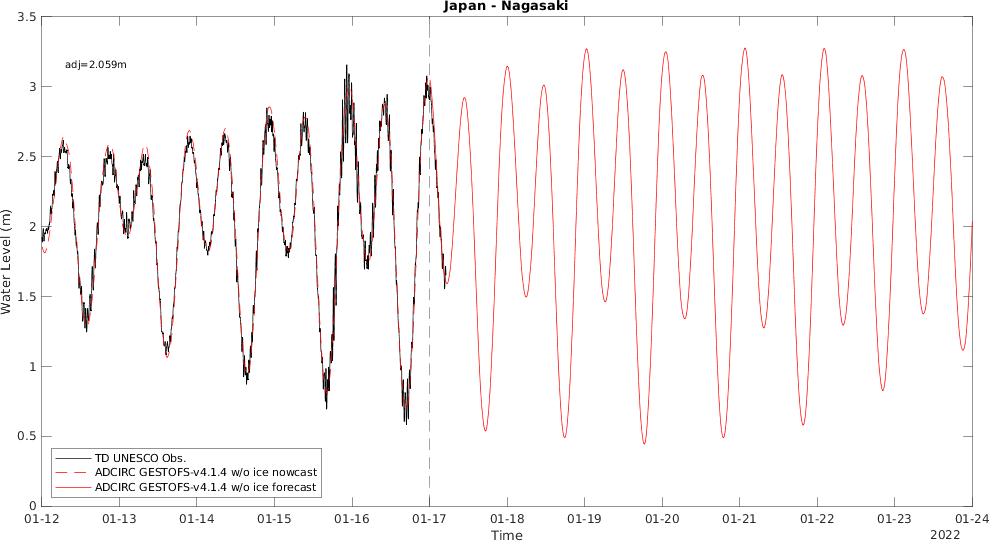 Japan - Nagasaki
3.5
3
2.5
2
1.5
1
0.5
0
Water Level (m)
adj=2.059m
TD UNESCO Obs.
ADCIRC GESTOFS-v4.1.4 w/o ice nowcast
ADCIRC GESTOFS-v4.1.4 w/o ice forecast
01-12 01-13 01-14 01-15 01-16 01-17 01-18 01-19 01-20 01-21 01-22 01-23 01-24
Time
2022